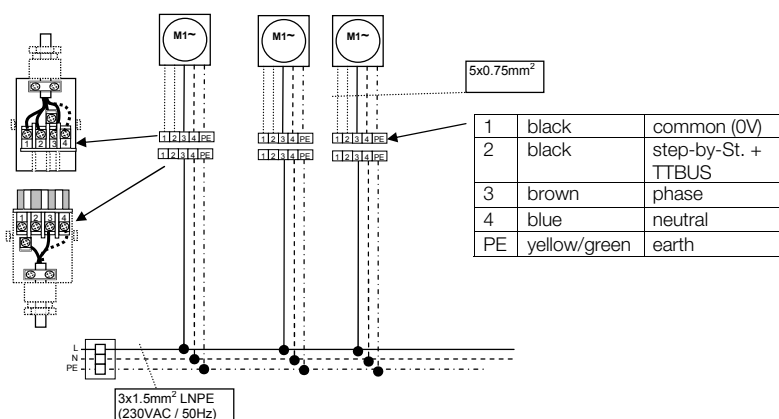 M1~ M1~ M1~
5x0.75mm²
1 2 3 4
1 2 3 4 PE 1 2 3 4 PE 1 2 3 4 PE
1 2 3 4 PE 1 2 3 4 PE 1 2 3 4 PE
1 black common (0V)
2 black step-by-St. +
TTBUS
3 brown phase
4 blue neutral
PE yellow/green earth
1 2 3 4
L
N
PE
3x1.5mm² LNPE
(230VAC / 50Hz)